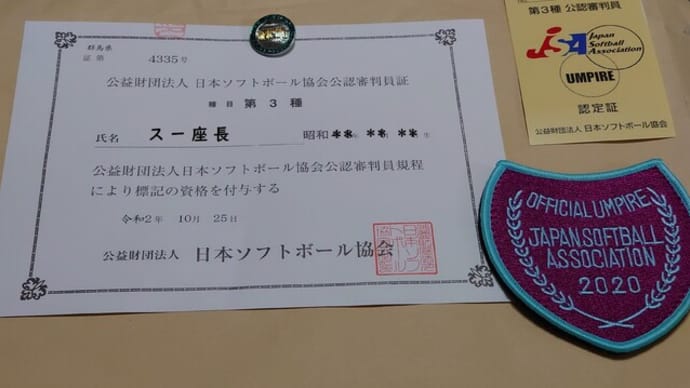 群馬県
証第 4335号
公益財団法人 日本ソフトボール協会公認審判員証
種目 第3種
氏名 スー座長 昭和**年 **月 **日生
公益財団法人日本ソフトボール協会公認審判員規程
により標記の資格を付与する
令和2年 10月 25日
公益財団法人 日本ソフトボール協会
第3種 公認審判員
JSA Japan
Softball
Association
UMPIRE
認定証
公益財団法人 日本ソフトボール協会
OFFICIAL UMPIRE
JAPAN SOFTBALL
ASSOCIATION
2020